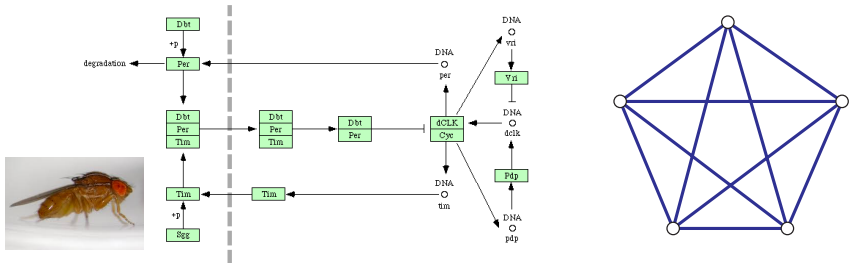 Dbt
+p
degradation
Per
Dbt
Per
Tim
Tim
+p
Sgg
Dbt
Per
Tim
Tim
Dbt
Per
DNA
per
dCLK
Cyc
DNA
tim
DNA
vri
Vri
DNA
dclk
Pdp
DNA
pdp